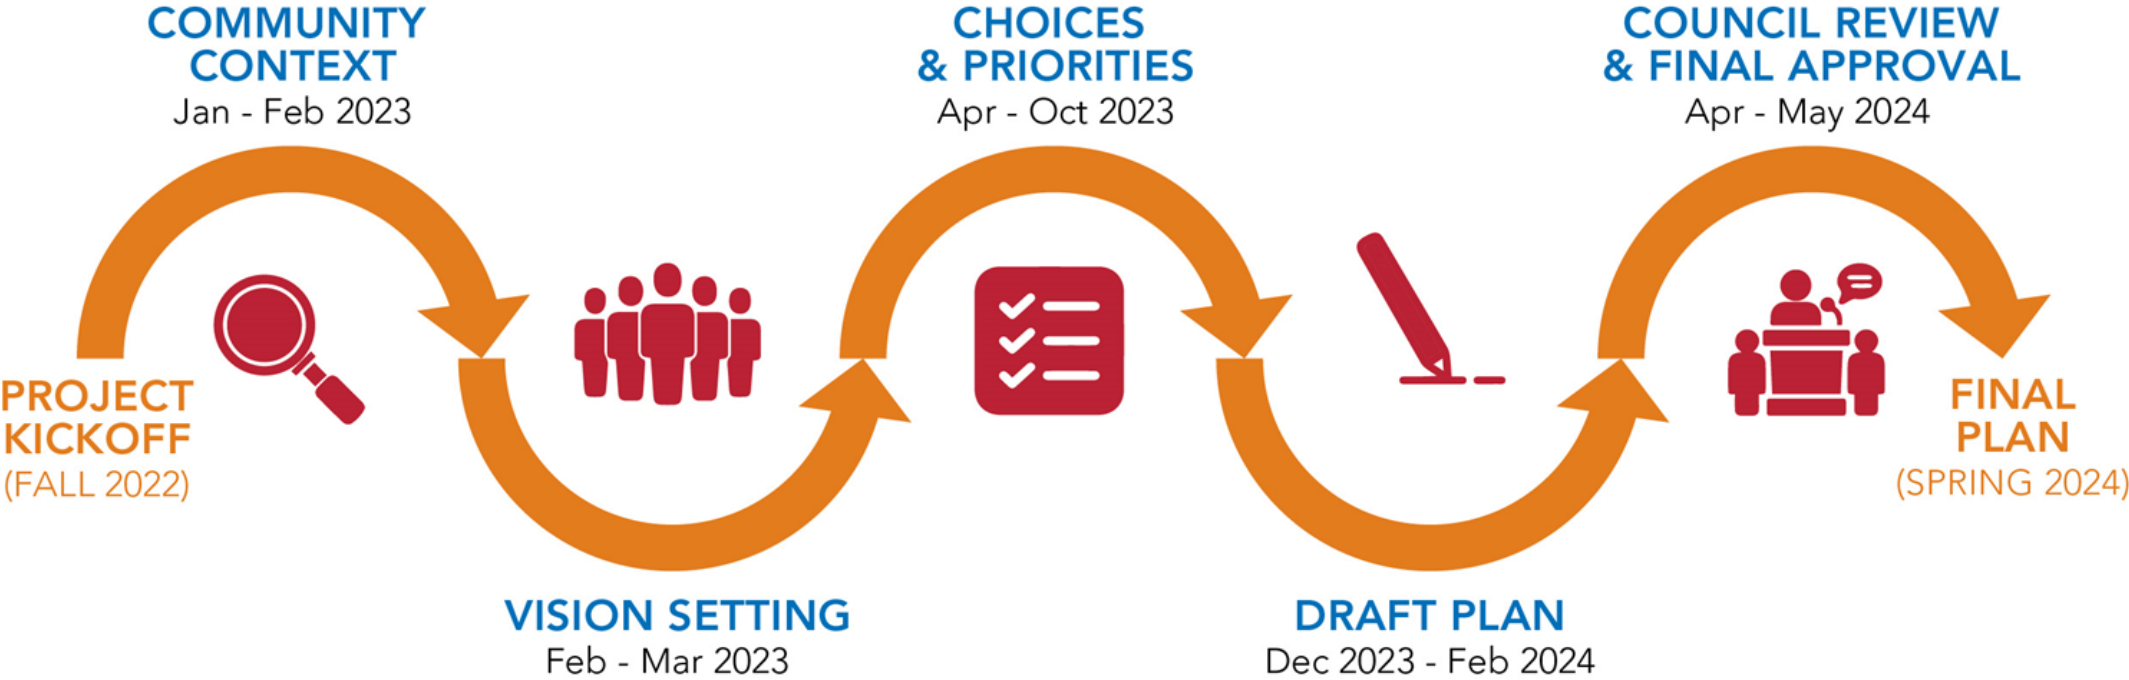 COMMUNITY
CONTEXT
Jan - Feb 2023
CHOICES
& PRIORITIES
Apr - Oct 2023
COUNCIL REVIEW
& FINAL APPROVAL
Apr - May 2024
PROJECT
KICKOFF
(FALL 2022)
FINAL
PLAN
(SPRING 2024)
VISION SETTING
Feb - Mar 2023
DRAFT PLAN
Dec 2023 - Feb 2024